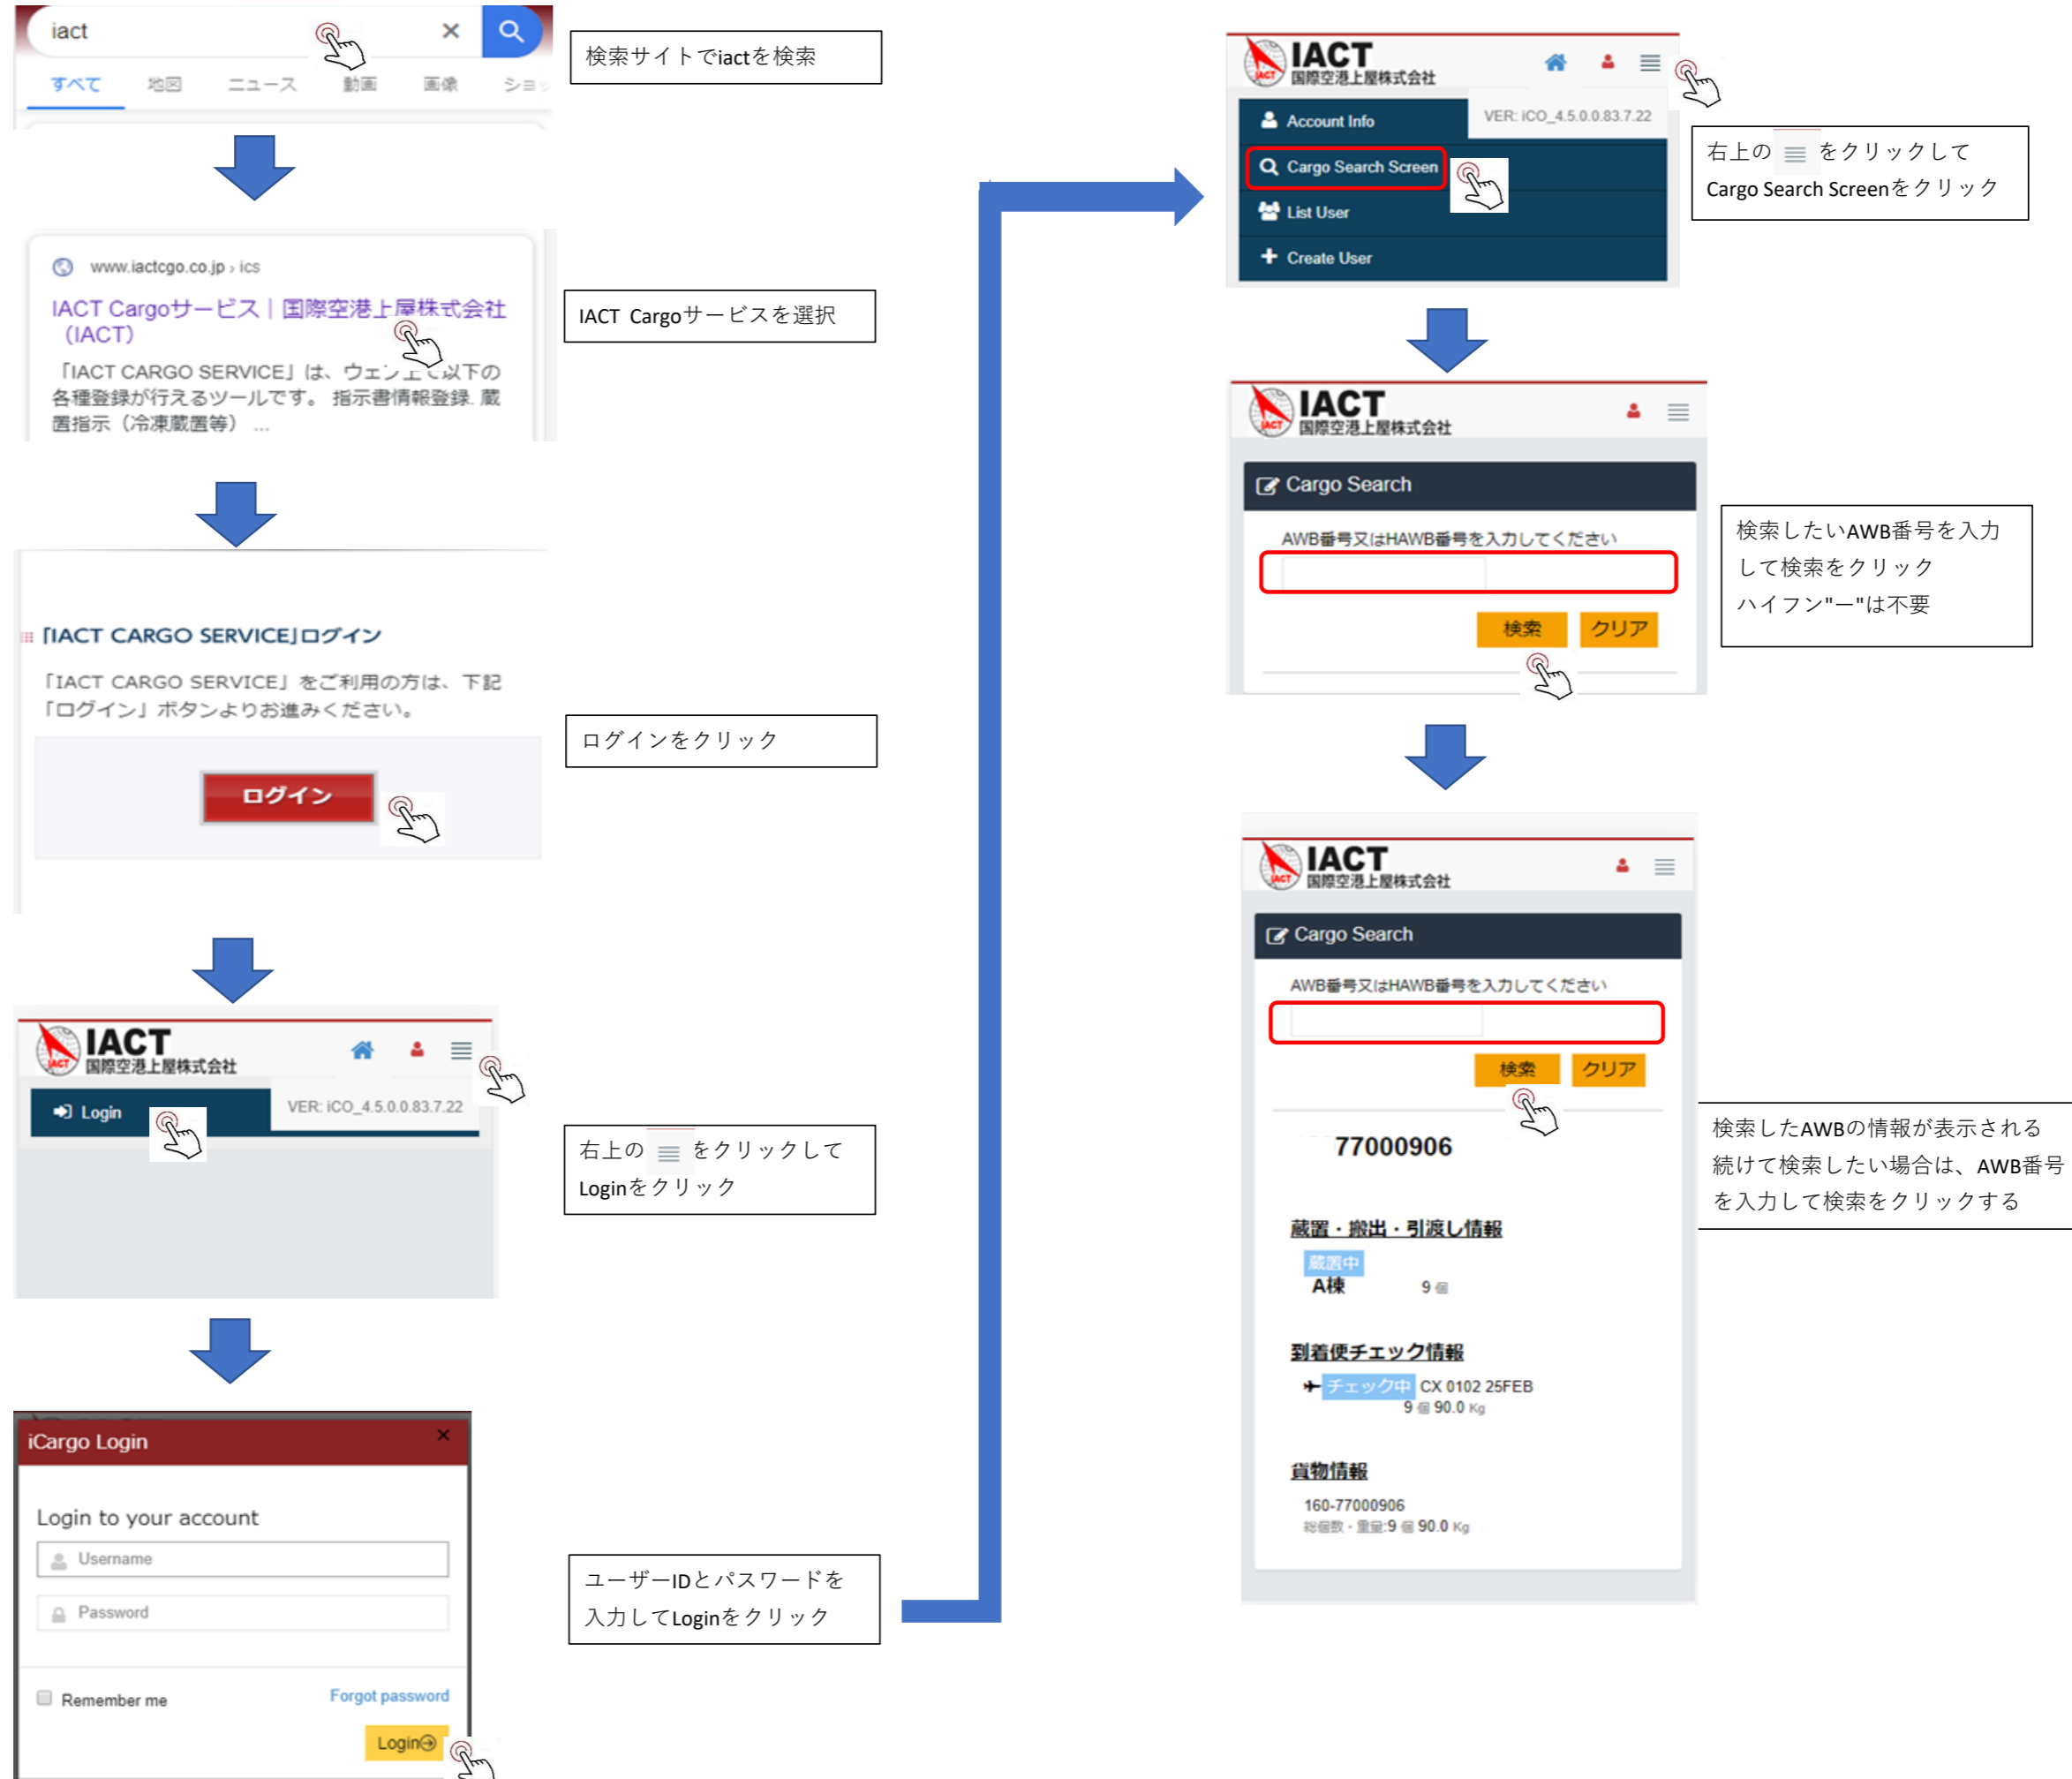 iact
すべて 地図 ニュース 動画 画像 ショッ
検索サイトでiactを検索
www.iactcgo.co.jp › ics
IACT Cargoサービス｜国際空港上屋株式会社
（IACT）
「IACT CARGO SERVICE」は、ウェブ上で以下の
各種登録が行えるツールです。 指示書情報登録. 蔵
置指示（冷凍蔵置等） ...
IACT Cargoサービスを選択
「IACT CARGO SERVICE」ログイン
「IACT CARGO SERVICE」をご利用の方は、下記
「ログイン」ボタンよりお進みください。
ログイン
ログインをクリック
IACT
IACT
国際空港上屋株式会社
Login
VER: iCO_4.5.0.0.83.7.22
右上の をクリックして
Loginをクリック
iCargo Login ×
Login to your account
Username
Password
Remember me
Forgot password
Login
ユーザーIDとパスワードを
入力してLoginをクリック
IACT
IACT
国際空港上屋株式会社
Account Info
VER: iCO_4.5.0.0.83.7.22
Cargo Search Screen
List User
Create User
右上の をクリックして
Cargo Search Screenをクリック
IACT
IACT
国際空港上屋株式会社
Cargo Search
AWB番号又はHAWB番号を入力してください
検索 クリア
検索したいAWB番号を入力
して検索をクリック
ハイフン"ー"は不要
IACT
IACT
国際空港上屋株式会社
Cargo Search
AWB番号又はHAWB番号を入力してください
検索 クリア
77000906
蔵置・搬出・引渡し情報
蔵置中
A棟 9 個
到着便チェック情報
チェック中 CX 0102 25FEB
9 個 90.0 Kg
貨物情報
160-77000906
総個数・重量:9 個 90.0 Kg
検索したAWBの情報が表示される
続けて検索したい場合は、AWB番号
を入力して検索をクリックする